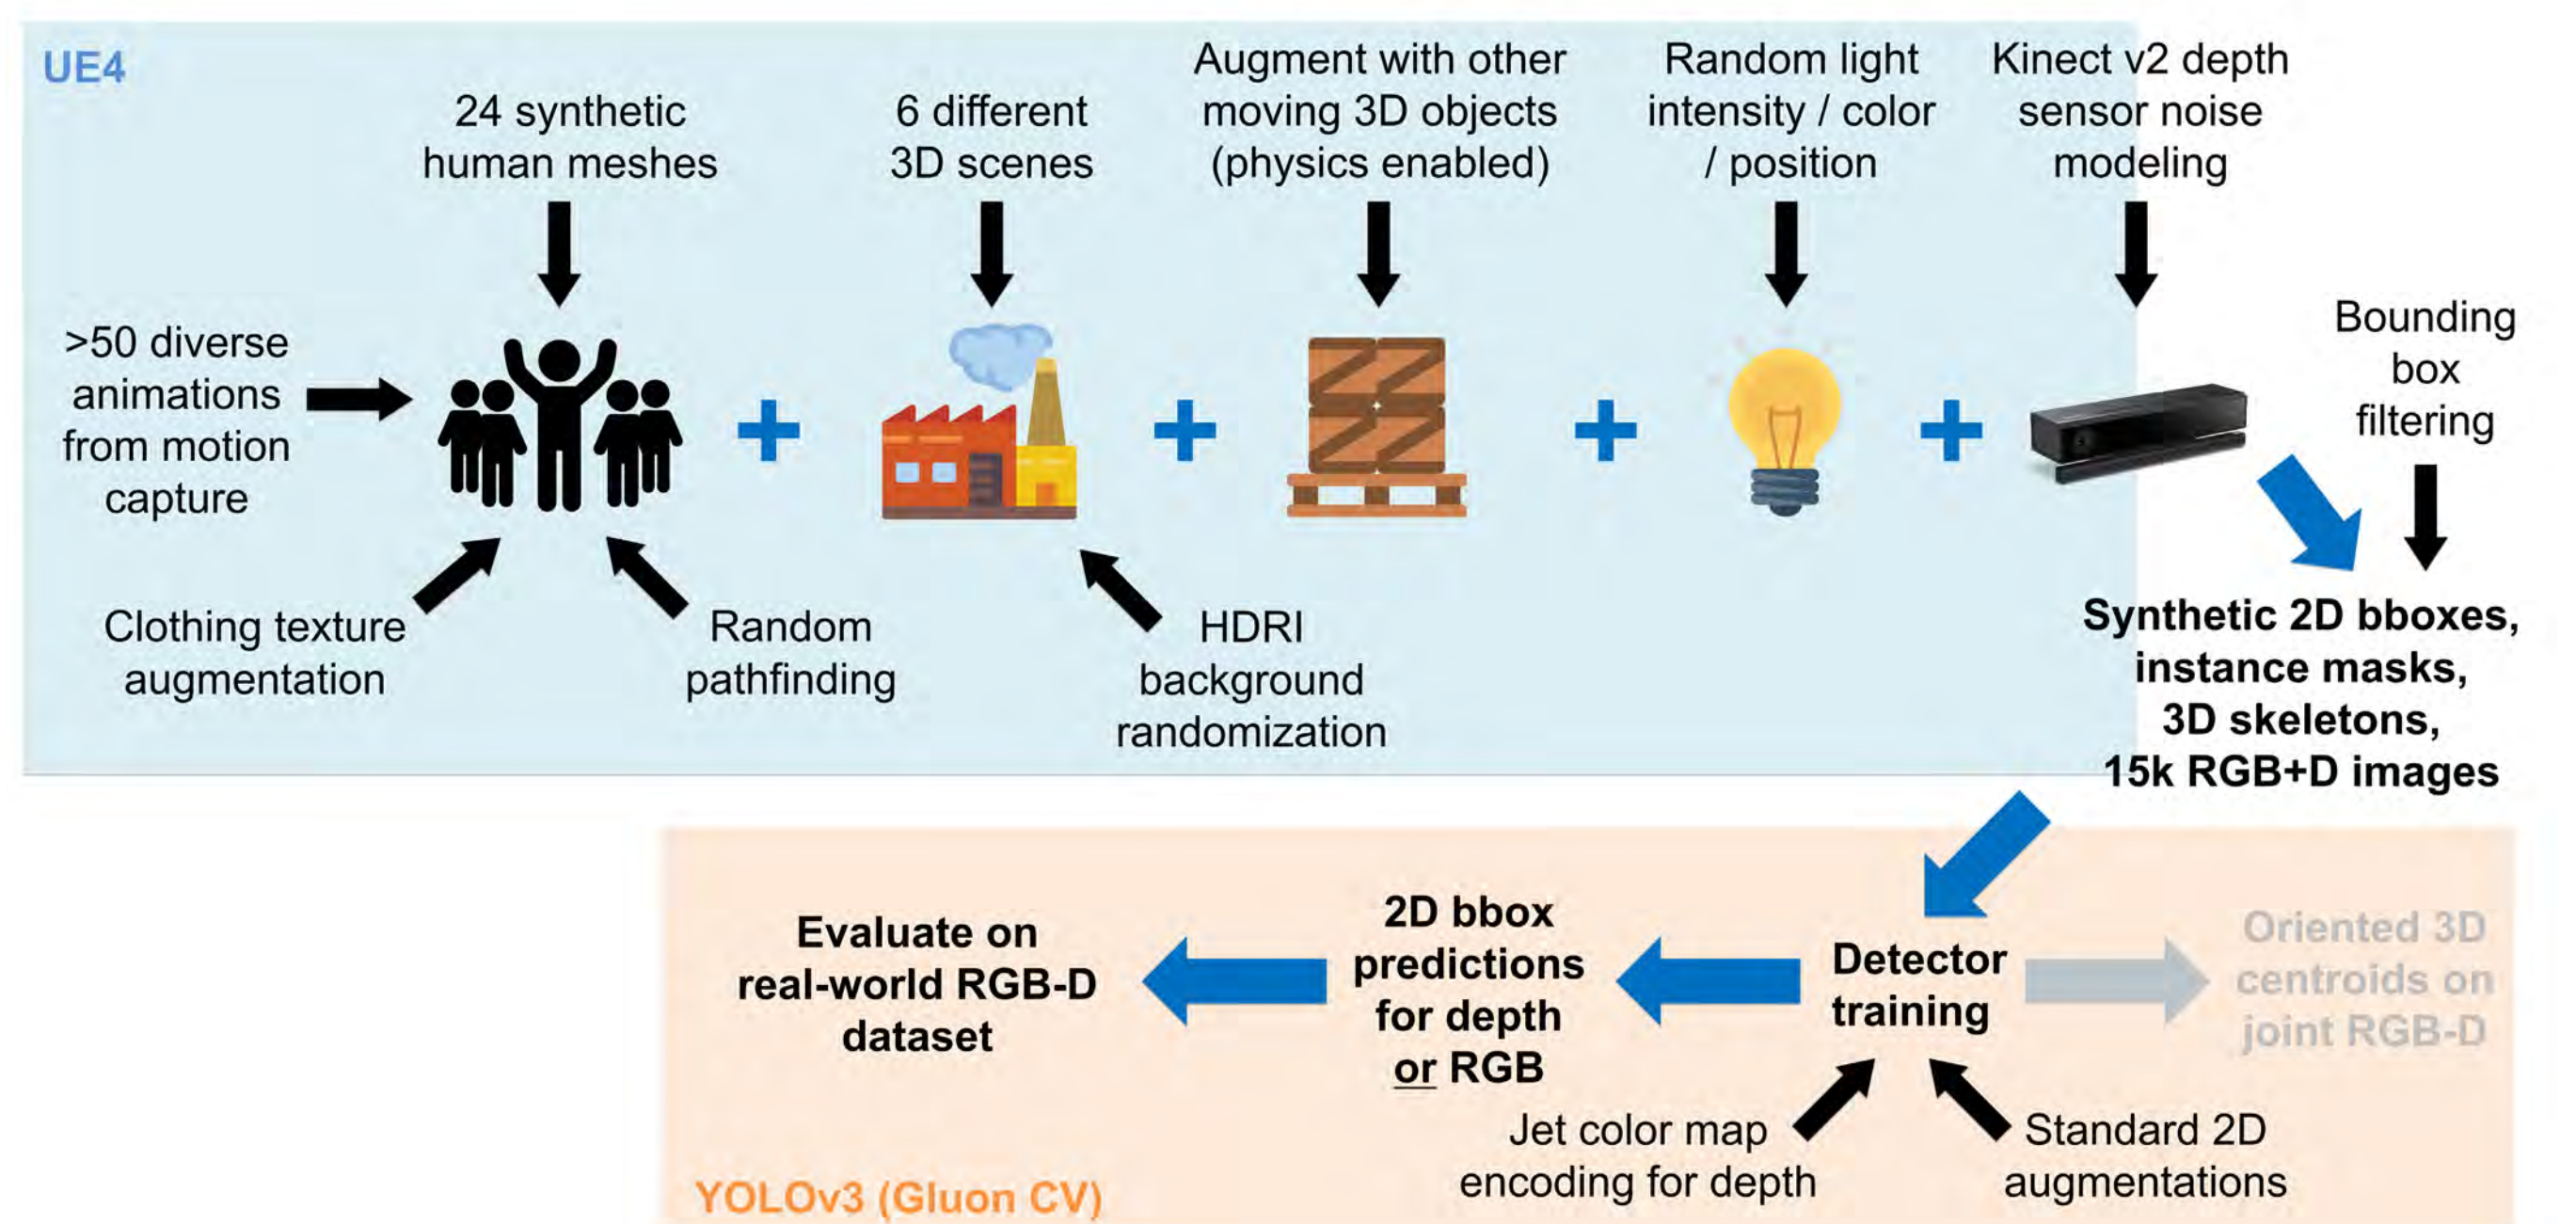 UE4
24 synthetic
human meshes
6 different
3D scenes
Augment with other
moving 3D objects
(physics enabled)
Random light
intensity / color
/ position
Kinect v2 depth
sensor noise
modeling
>50 diverse
animations
from motion
capture
Bounding
box
filtering
Clothing texture
augmentation
Random
pathfinding
HDRI
background
randomization
Synthetic 2D bboxes,
instance masks,
3D skeletons,
15k RGB+D images
Evaluate on
real-world RGB-D
dataset
2D bbox
predictions
for depth
or RGB
Detector
training
Oriented 3D
centroids on
joint RGB-D
Jet color map
encoding for depth
Standard 2D
augmentations
YOLOv3 (Gluon CV)